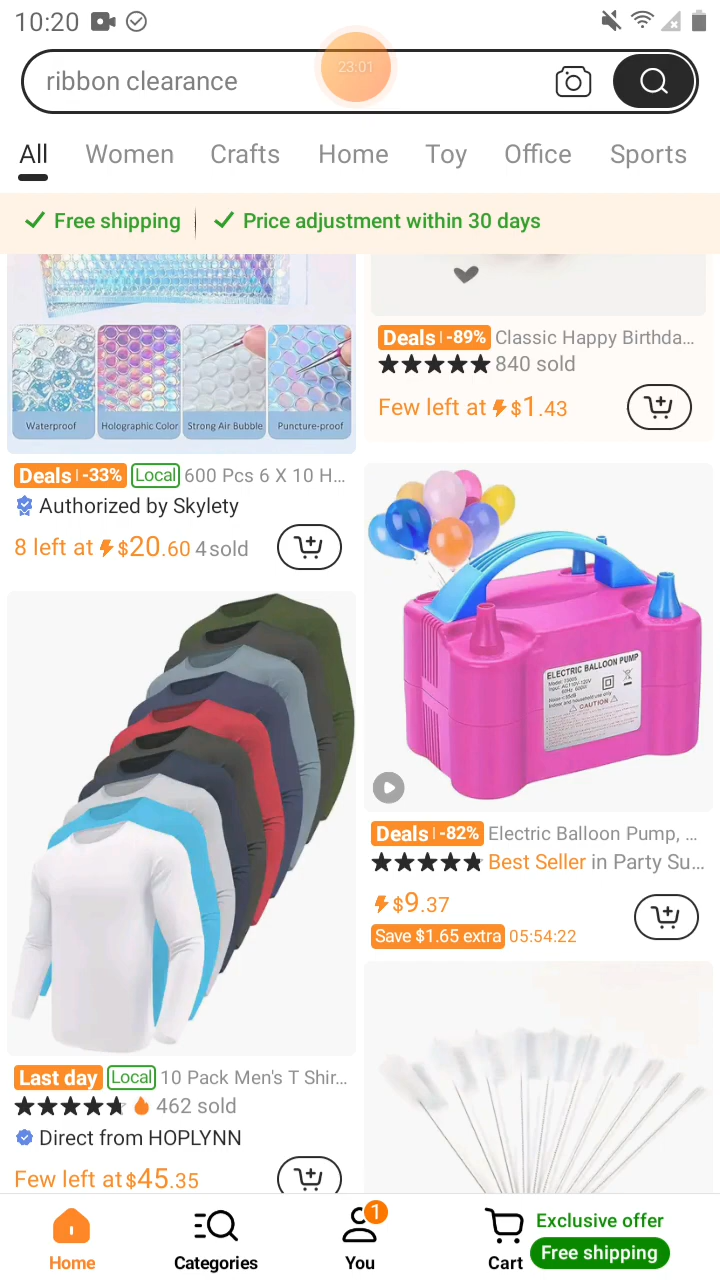 10:20
ribbon clearance
23:01
All Women Crafts Home Toy Office Sports
Free shipping
Price adjustment within 30 days
Waterproof
Holographic Color
Strong Air Bubble
Puncture-proof
Deals -33% Local 600 Pcs 6 X 10 H...
Authorized by Skylety
8 left at $20.60 4 sold
Deals -89% Classic Happy Birthda...
840 sold
Few left at $1.43
ELECTRIC BALLOON PUMP
CAUTION
Deals -82% Electric Balloon Pump, ...
Best Seller in Party Su...
$9.37
Save $1.65 extra 05:54:22
Last day Local 10 Pack Men's T Shir...
462 sold
Direct from HOPLYNN
Few left at $45.35
Home
Categories
1
You
Cart
Exclusive offer
Free shipping